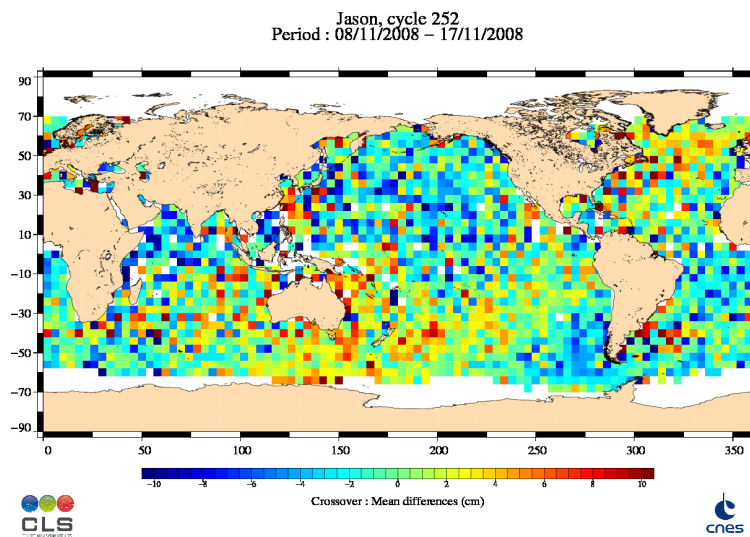 Jason, cycle 252
Period : 08/11/2008 − 17/11/2008
90
70
50
30
10
−10
−30
−50
−70
−90
0 50 100 150 200 250 300 350
−10 −8 −6 −4 −2 0 2 4 6 8 10
Crossover : Mean differences (cm)
CLS
cnes